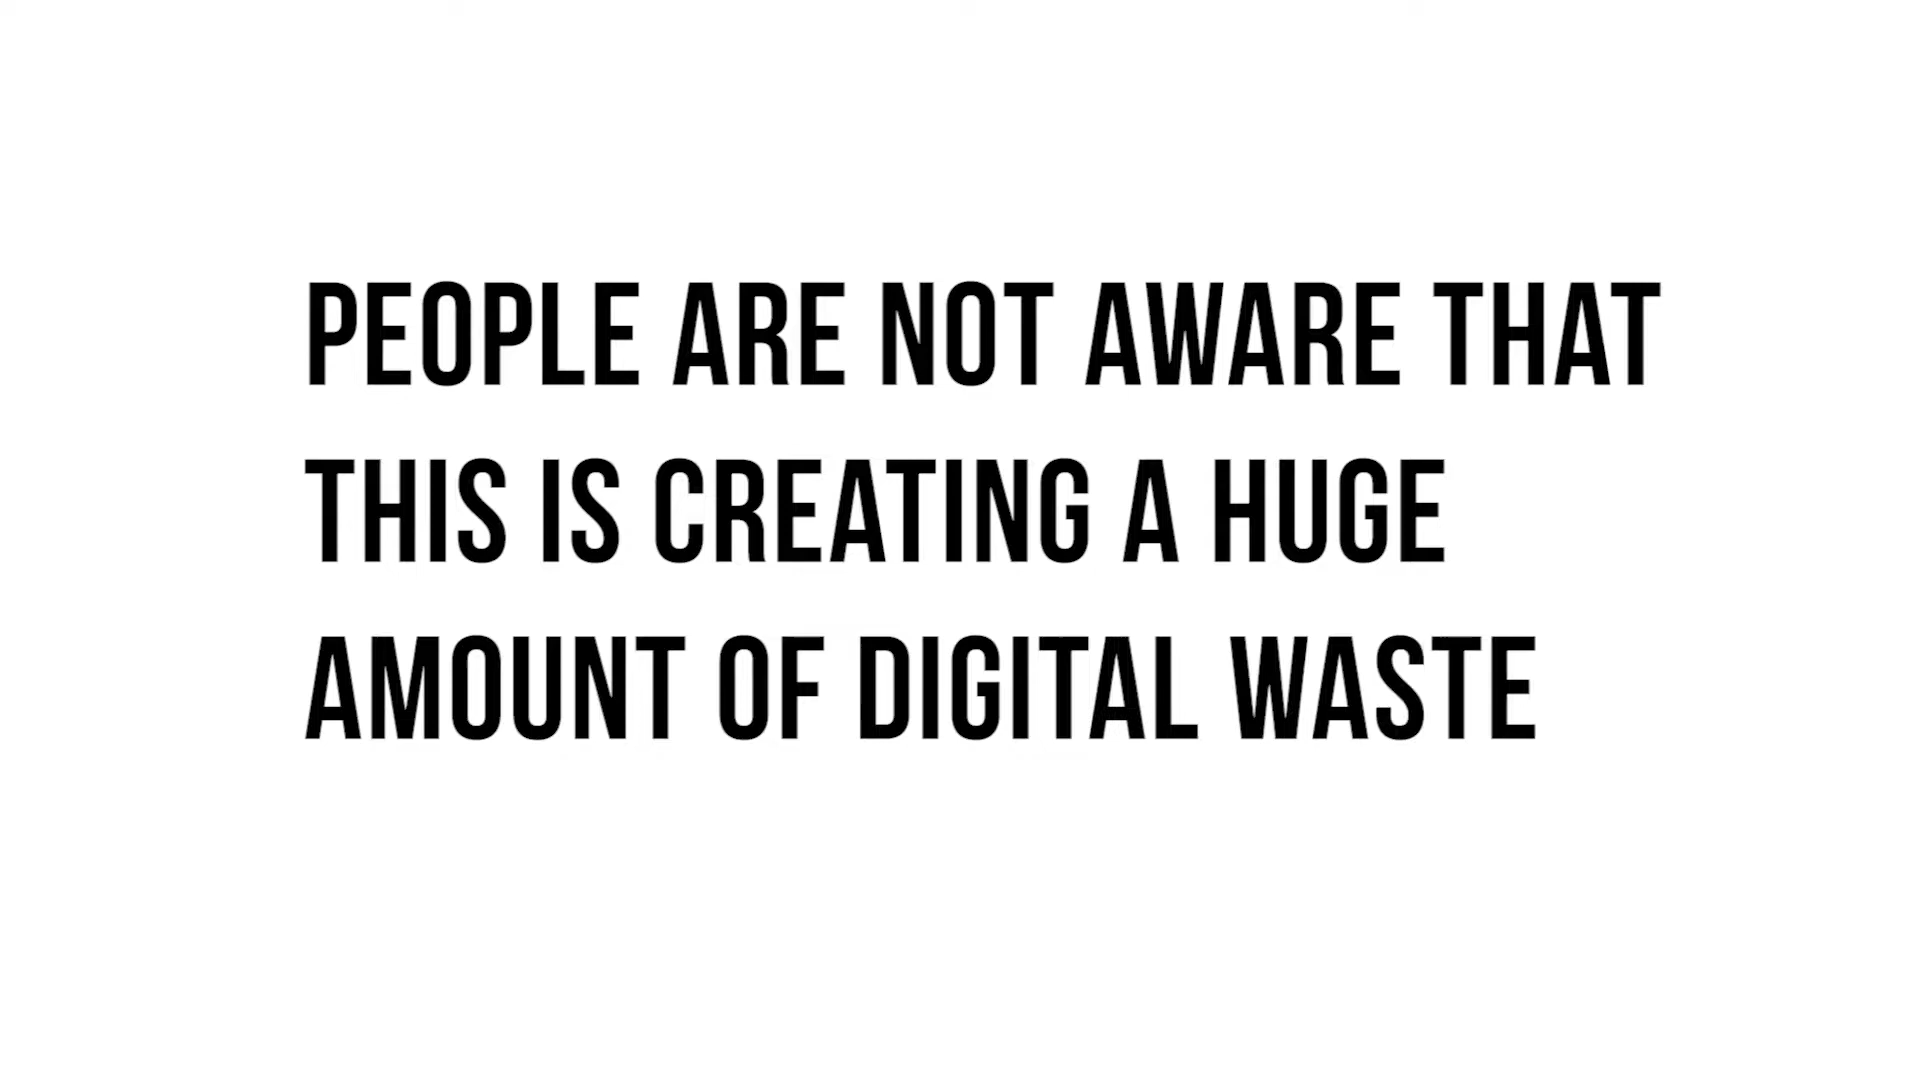 PEOPLE ARE NOT AWARE THAT
THIS IS CREATING A HUGE
AMOUNT OF DIGITAL WASTE